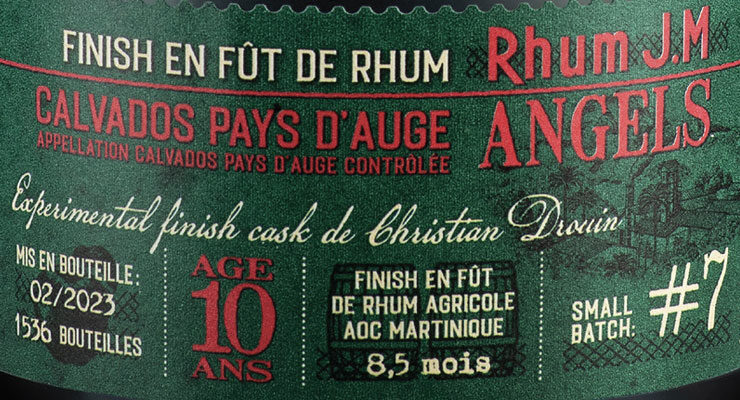 FINISH EN FÛT DE RHUM Rhum J.M
CALVADOS PAYS D'AUGE ANGELS
APPELLATION CALVADOS PAYS D'AUGE CONTRÔLÉE
Experimental finish cask de Christian Drouin
MIS EN BOUTEILLE:
02/2023
1536 BOUTEILLES
AGE
10
ANS
FINISH EN FÛT
DE RHUM AGRICOLE
AOC MARTINIQUE
8,5 mois
SMALL
BATCH: #7